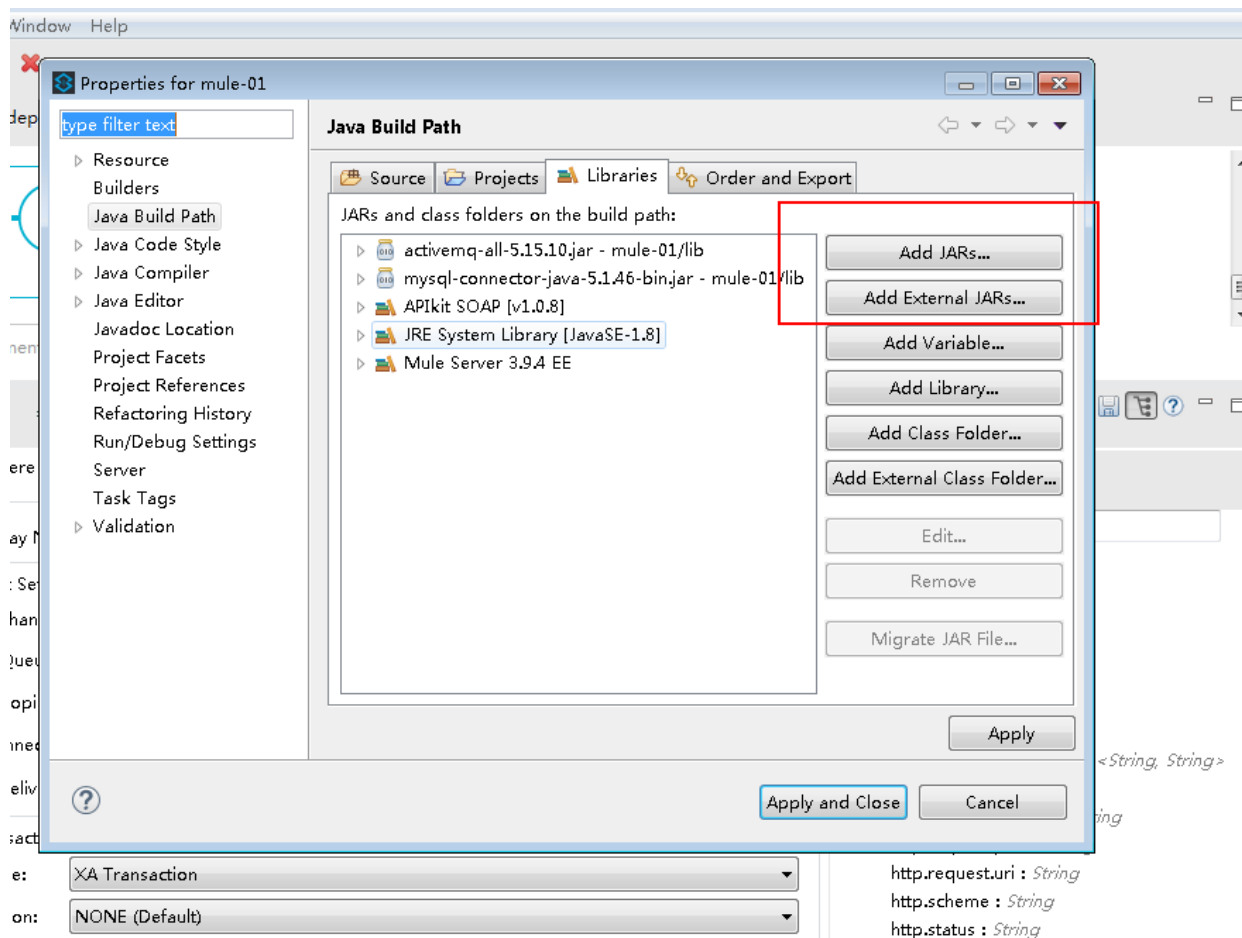 Window Help
Properties for mule-01
type filter text
Java Build Path
Resource
Builders
Java Build Path
Java Code Style
Java Compiler
Java Editor
Javadoc Location
Project Facets
Project References
Refactoring History
Run/Debug Settings
Server
Task Tags
Validation
Source Projects Libraries Order and Export
JARs and class folders on the build path:
activemq-all-5.15.10.jar - mule-01/lib
mysql-connector-java-5.1.46-bin.jar - mule-01/lib
APIkit SOAP [v1.0.8]
JRE System Library [JavaSE-1.8]
Mule Server 3.9.4 EE
Add JARs...
Add External JARs...
Add Variable...
Add Library...
Add Class Folder...
Add External Class Folder...
Edit...
Remove
Migrate JAR File...
Apply
Apply and Close
Cancel
<String, String>
e: XA Transaction
on: NONE (Default)
http.request.uri : String
http.scheme : String
http.status : String